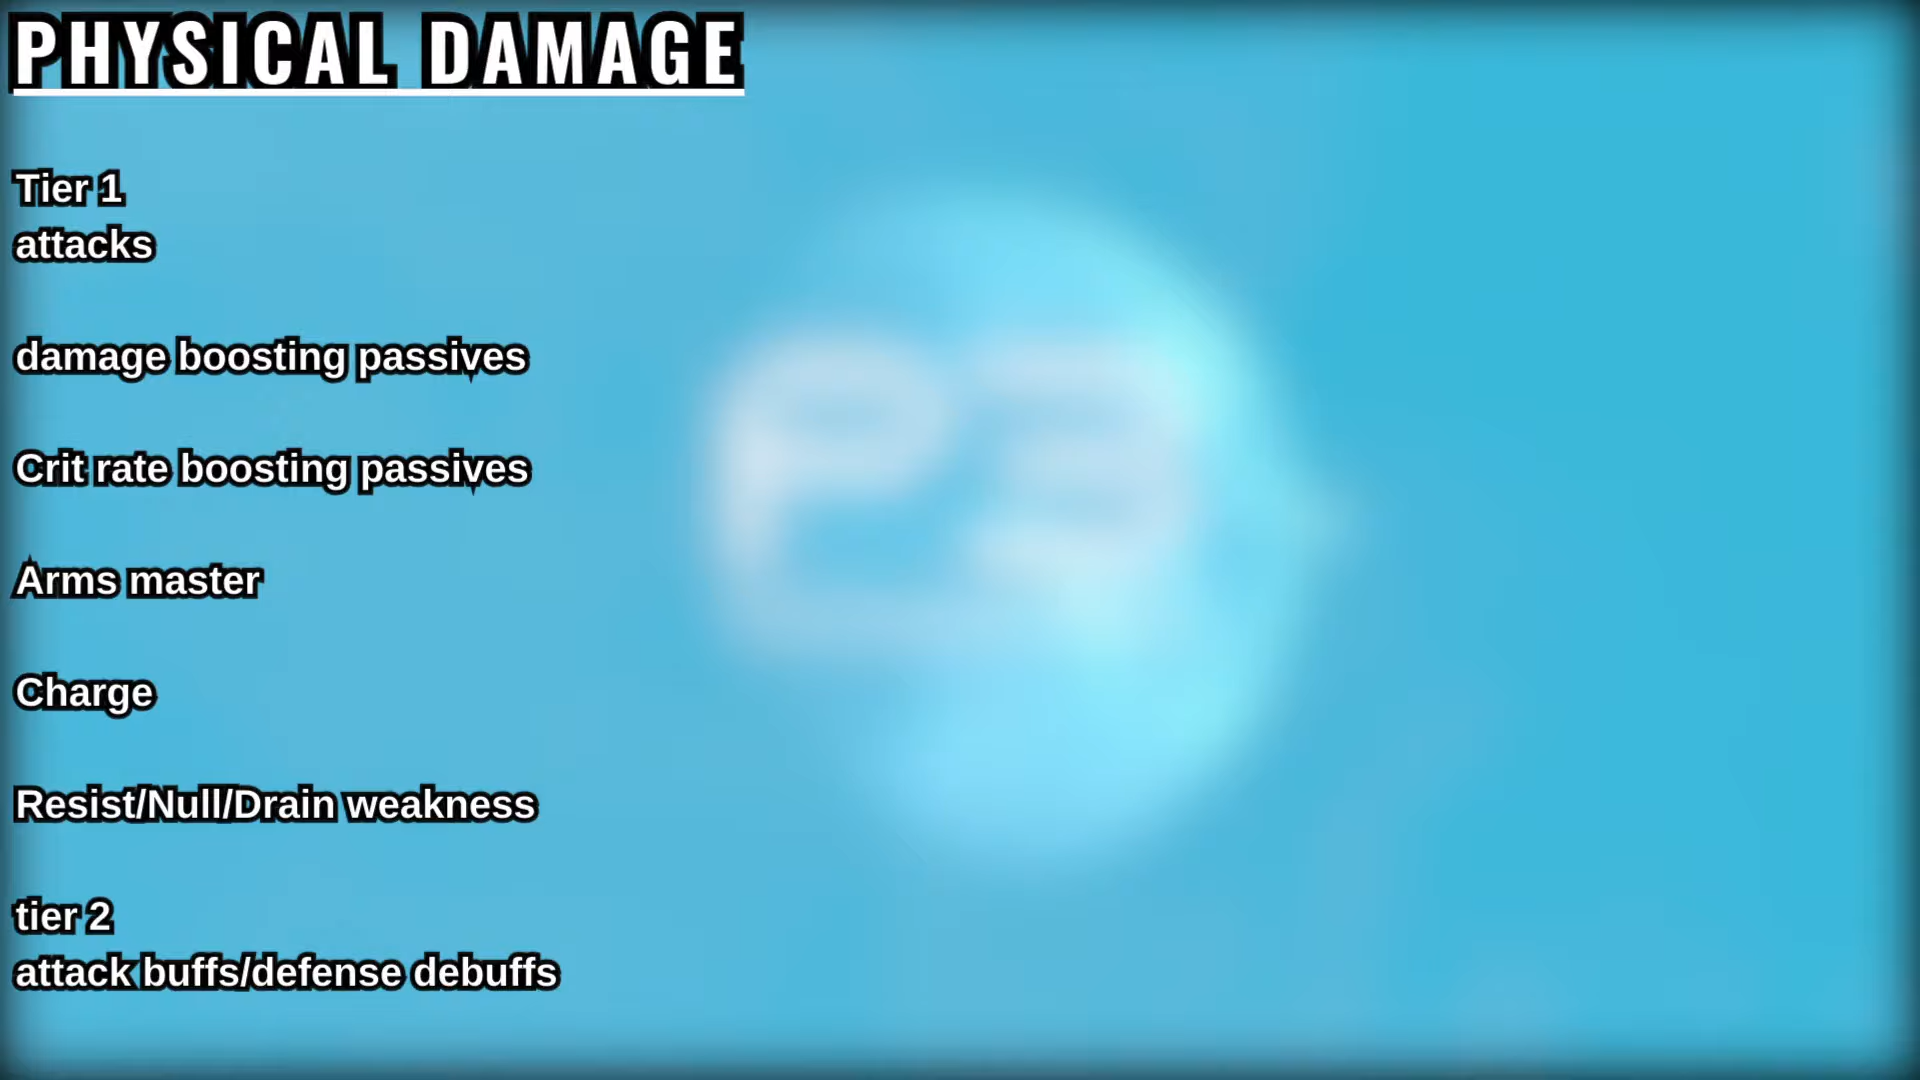 PHYSICAL DAMAGE
Tier 1
attacks
damage boosting passives
Crit rate boosting passives
Arms master
Charge
Resist/Null/Drain weakness
tier 2
attack buffs/defense debuffs
P3